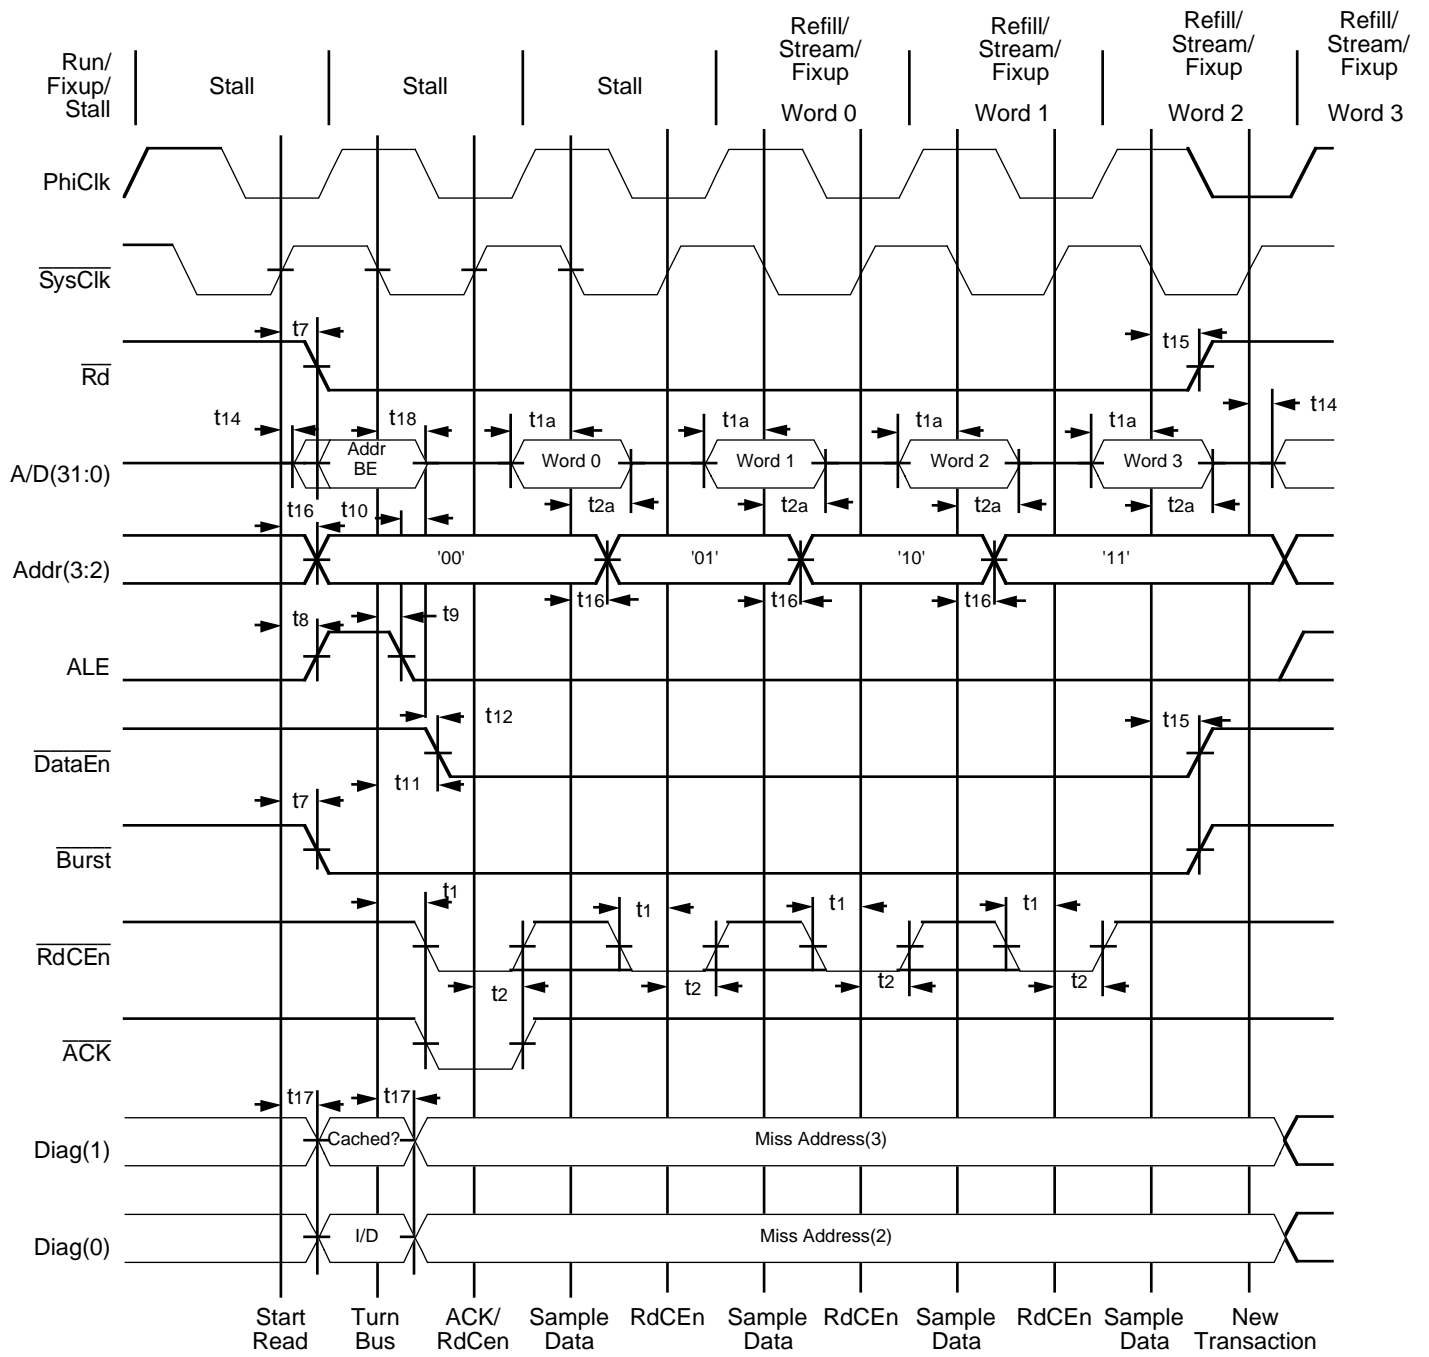 Refill/
Stream/
Fixup
Word 0
Refill/
Stream/
Fixup
Word 1
Refill/
Stream/
Fixup
Word 2
Refill/
Stream/
Fixup
Word 3
Run/
Fixup/
Stall
Stall
Stall
Stall
PhiClk
SysClk
t7
t15
Rd
t14
t18
t1a
t1a
t1a
t1a
t14
Addr
BE
Word 0
Word 1
Word 2
Word 3
A/D(31:0)
t2a
t2a
t2a
t2a
t16
t10
'00'
'01'
'10'
'11'
Addr(3:2)
t16
t16
t16
t8
t9
ALE
t12
t15
DataEn
t11
t7
Burst
t1
t1
t1
t1
RdCEn
t2
t2
t2
t2
ACK
t17
t17
Cached?
Miss Address(3)
Diag(1)
I/D
Miss Address(2)
Diag(0)
Start
Read
Turn
Bus
ACK/
RdCen
Sample
Data
RdCEn
Sample
Data
RdCEn
Sample
Data
RdCEn
Sample
Data
New
Transaction